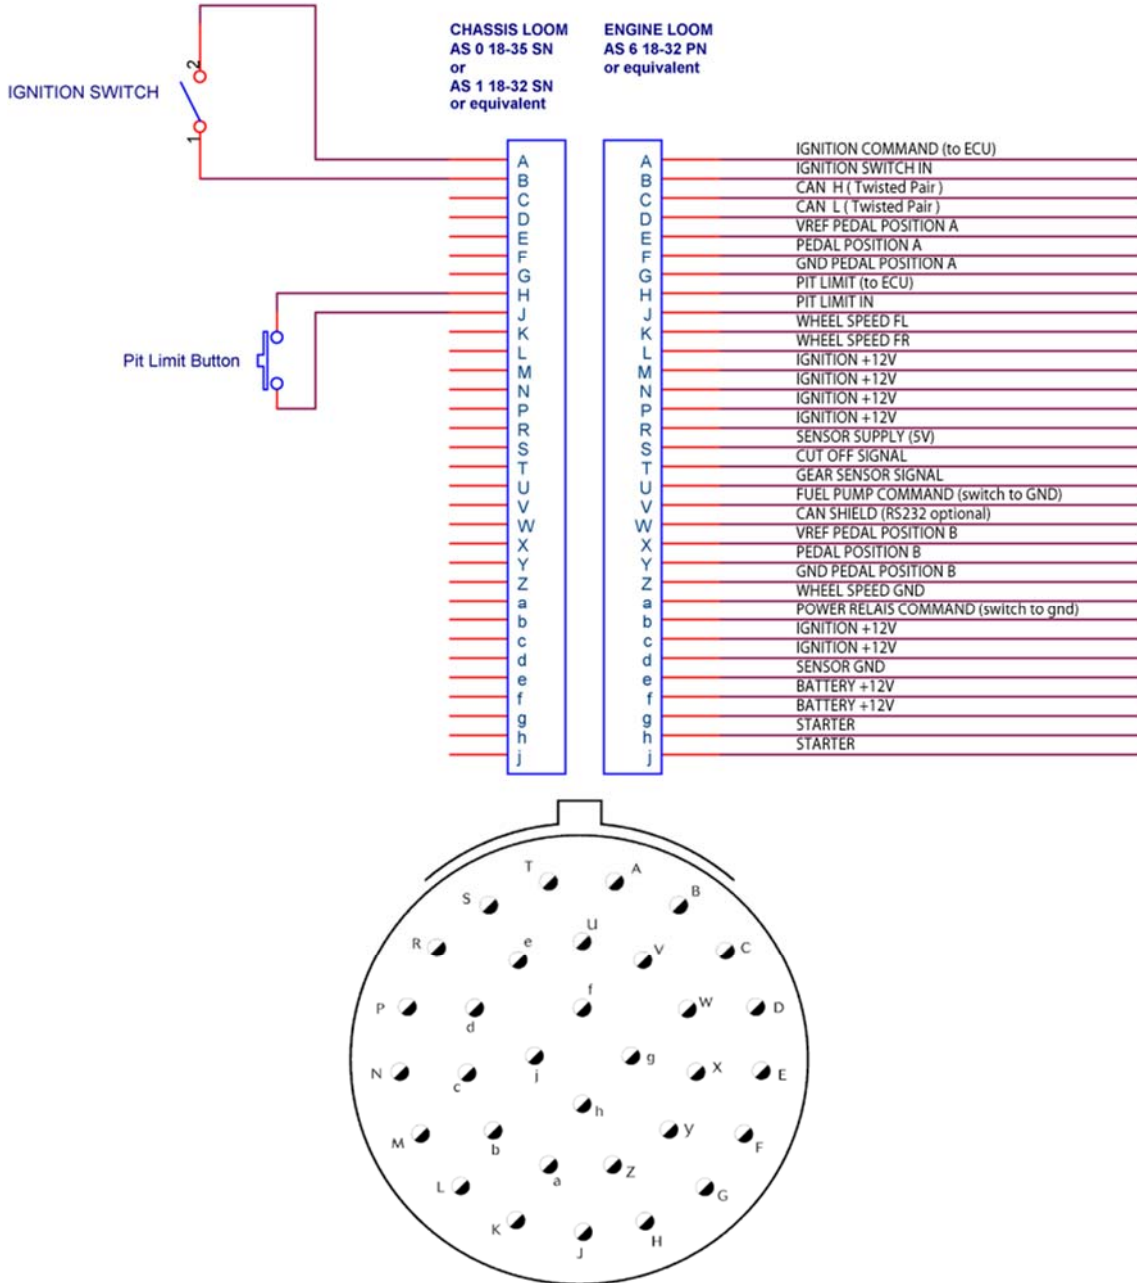 CHASSIS LOOM
AS 0 18-35 SN
or
AS 1 18-32 SN
or equivalent
ENGINE LOOM
AS 6 18-32 PN
or equivalent
IGNITION SWITCH
2
1
Pit Limit Button
A A IGNITION COMMAND (to ECU)
B B IGNITION SWITCH IN
C C CAN H ( Twisted Pair )
D D CAN L ( Twisted Pair )
E E VREF PEDAL POSITION A
F F PEDAL POSITION A
G G GND PEDAL POSITION A
H H PIT LIMIT (to ECU)
J J PIT LIMIT IN
K K WHEEL SPEED FL
L L WHEEL SPEED FR
M M IGNITION +12V
N N IGNITION +12V
P P IGNITION +12V
R R IGNITION +12V
S S SENSOR SUPPLY (5V)
T T CUT OFF SIGNAL
U U GEAR SENSOR SIGNAL
V V FUEL PUMP COMMAND (switch to GND)
W W CAN SHIELD (RS232 optional)
X X VREF PEDAL POSITION B
Y Y PEDAL POSITION B
Z Z GND PEDAL POSITION B
a a WHEEL SPEED GND
b b POWER RELAIS COMMAND (switch to gnd)
c c IGNITION +12V
d d IGNITION +12V
e e SENSOR GND
f f BATTERY +12V
g g BATTERY +12V
h h STARTER
j j STARTER
T A
S B
U
R e V C
f
P d W D
N c j g X E
h
M b y F
a Z
L G
K J H